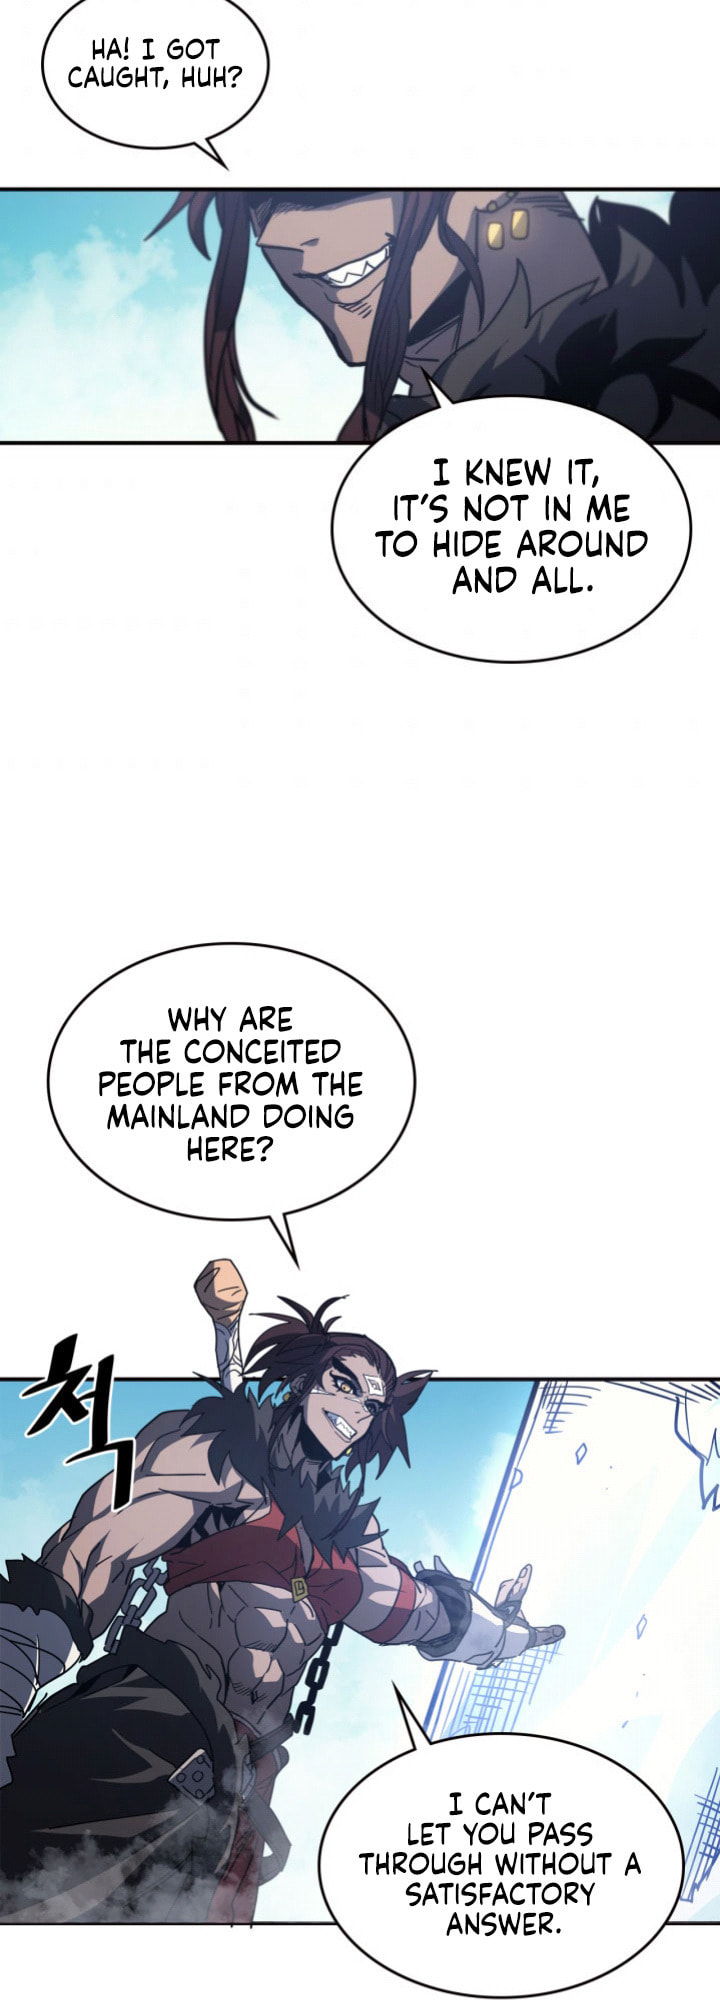 HA! I GOT
CAUGHT, HUH?
I KNEW IT,
IT'S NOT IN ME
TO HIDE AROUND
AND ALL.
WHY ARE
THE CONCEITED
PEOPLE FROM THE
MAINLAND DOING
HERE?
척
I CAN'T
LET YOU PASS
THROUGH WITHOUT A
SATISFACTORY
ANSWER.